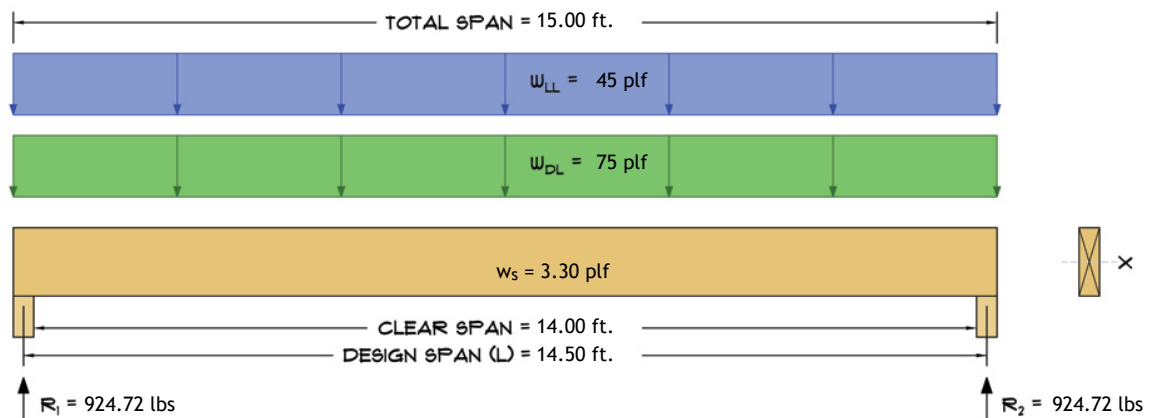 TOTAL SPAN = 15.00 ft.
wLL = 45 plf
wDL = 75 plf
ws = 3.30 plf
X
CLEAR SPAN = 14.00 ft.
DESIGN SPAN (L) = 14.50 ft.
R1 = 924.72 lbs
R2 = 924.72 lbs